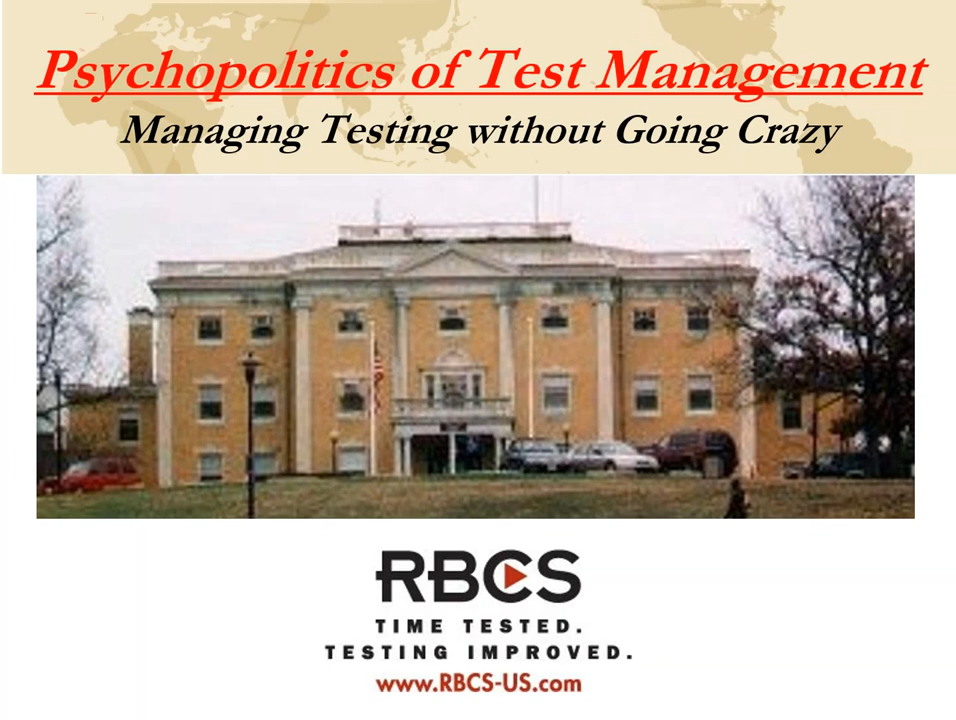 Psychopolitics of Test Management
Managing Testing without Going Crazy
RBCS
TIME TESTED.
TESTING IMPROVED.
www.RBCS-US.com